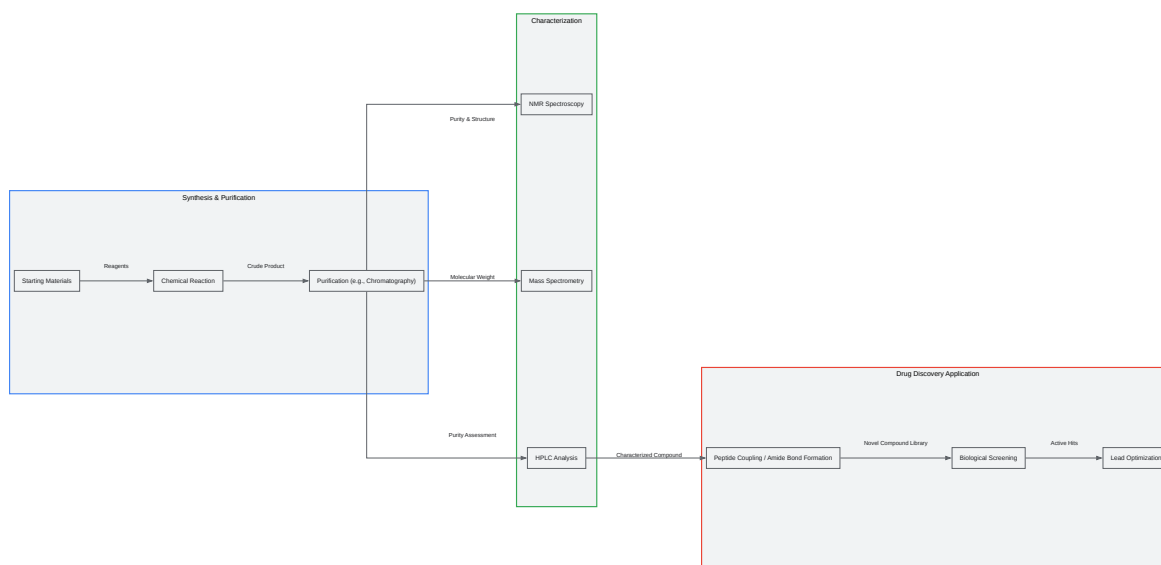 Characterization
NMR Spectroscopy
Purity & Structure
Synthesis & Purification
Reagents
Crude Product
Molecular Weight
Starting Materials
Chemical Reaction
Purification (e.g., Chromatography)
Mass Spectrometry
Drug Discovery Application
Purity Assessment
Novel Compound Library
Active Hits
HPLC Analysis
Characterized Compound
Peptide Coupling / Amide Bond Formation
Biological Screening
Lead Optimization